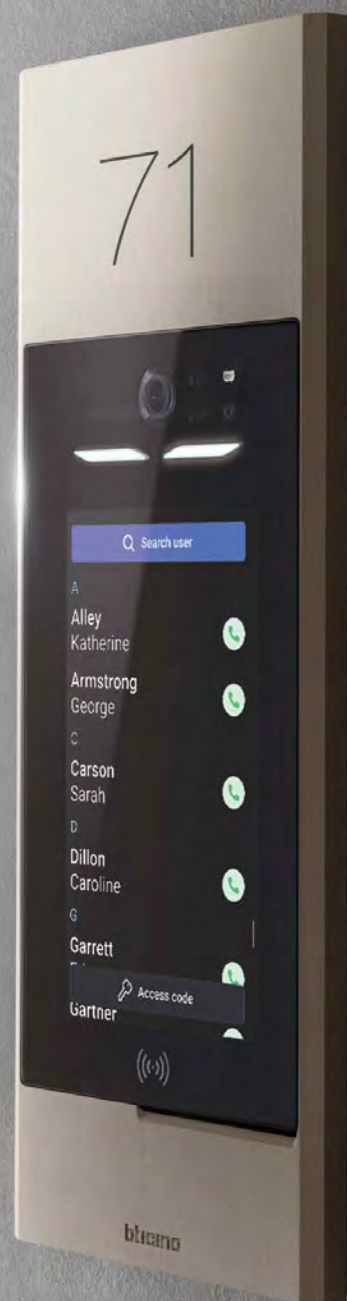 71
Search user
A
Alley
Katherine
Armstrong
George
C
Carson
Sarah
D
Dillon
Caroline
G
Garrett
Access code
Gartner
bticino